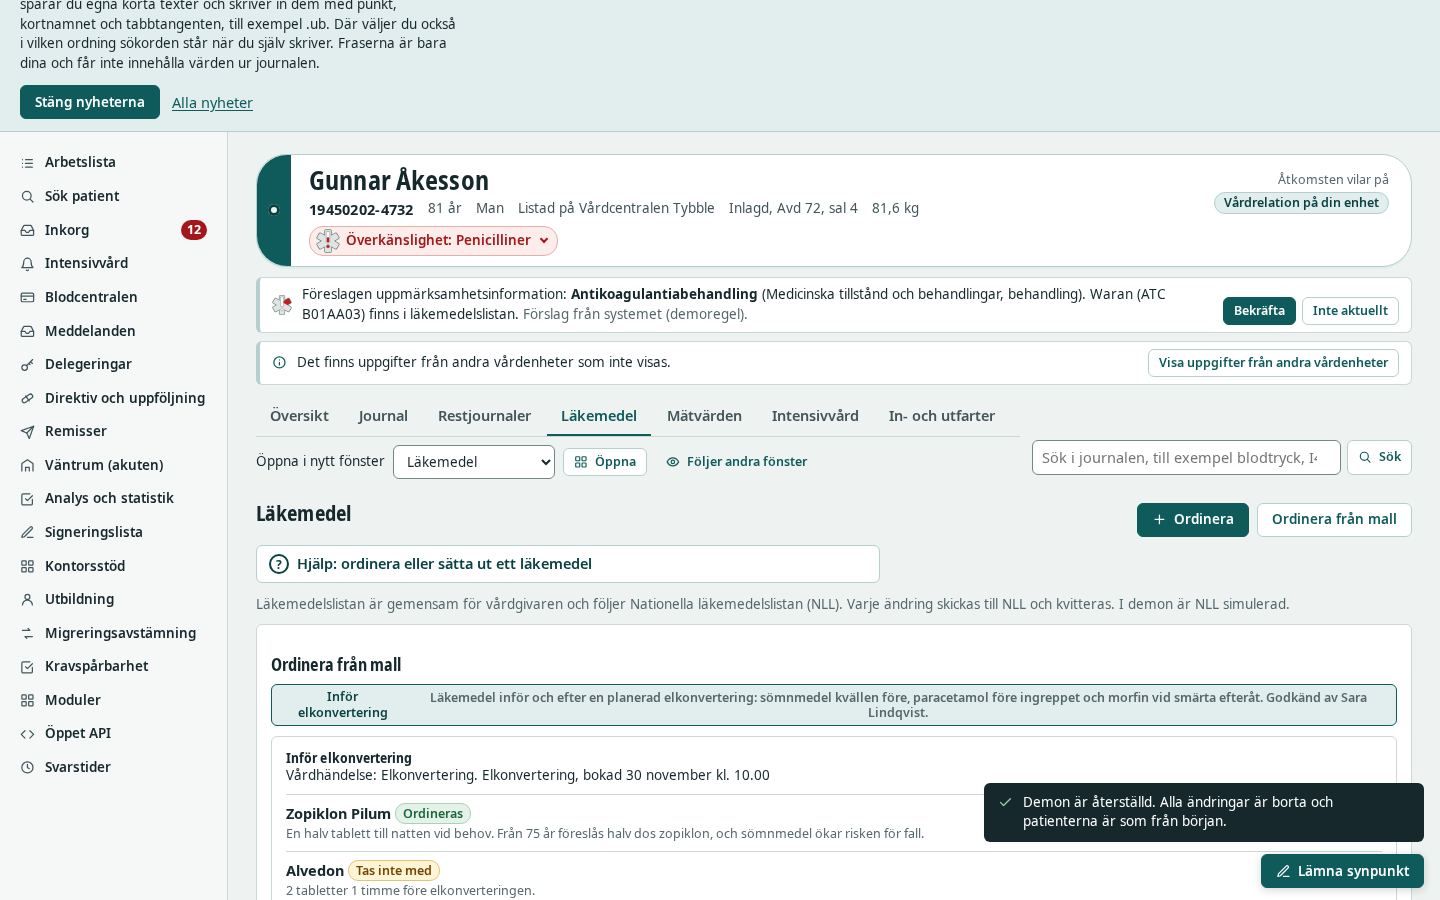 sparar du egna korta texter och skriver in dem med punkt,
kortnamnet och tabbtangenten, till exempel .ub. Där väljer du också
i vilken ordning sökorden står när du själv skriver. Fraserna är bara
dina och får inte innehålla värden ur journalen.
Stäng nyheterna
Alla nyheter
Arbetslista
Sök patient
Inkorg
12
Intensivvård
Blodcentralen
Meddelanden
Delegeringar
Direktiv och uppföljning
Remisser
Väntrum (akuten)
Analys och statistik
Signeringslista
Kontorsstöd
Utbildning
Migreringsavstämning
Kravspårbarhet
Moduler
Öppet API
Svarstider
Gunnar Åkesson
19450202-4732 81 år Man Listad på Vårdcentralen Tybble Inlagd, Avd 72, sal 4 81,6 kg
Överkänslighet: Penicilliner
Åtkomsten vilar på
Vårdrelation på din enhet
Föreslagen uppmärksamhetsinformation: Antikoagulantiabehandling (Medicinska tillstånd och behandlingar, behandling). Waran (ATC
B01AA03) finns i läkemedelslistan. Förslag från systemet (demoregel).
Bekräfta
Inte aktuellt
Det finns uppgifter från andra vårdenheter som inte visas.
Visa uppgifter från andra vårdenheter
Översikt Journal Restjournaler Läkemedel Mätvärden Intensivvård In- och utfarter
Öppna i nytt fönster
Läkemedel
Öppna
Följer andra fönster
Sök i journalen, till exempel blodtryck,
Sök
Läkemedel
Ordinera
Ordinera från mall
? Hjälp: ordinera eller sätta ut ett läkemedel
Läkemedelslistan är gemensam för vårdgivaren och följer Nationella läkemedelslistan (NLL). Varje ändring skickas till NLL och kvitteras. I demon är NLL simulerad.
Ordinera från mall
Inför
elkonvertering
Läkemedel inför och efter en planerad elkonvertering: sömnmedel kvällen före, paracetamol före ingreppet och morfin vid smärta efteråt. Godkänd av Sara
Lindqvist.
Inför elkonvertering
Vårdhändelse: Elkonvertering. Elkonvertering, bokad 30 november kl. 10.00
Zopiklon Pilum Ordineras
En halv tablett till natten vid behov. Från 75 år föreslås halv dos zopiklon, och sömnmedel ökar risken för fall.
Alvedon Tas inte med
2 tabletter 1 timme före elkonverteringen.
Demon är återställd. Alla ändringar är borta och
patienterna är som från början.
Lämna synpunkt